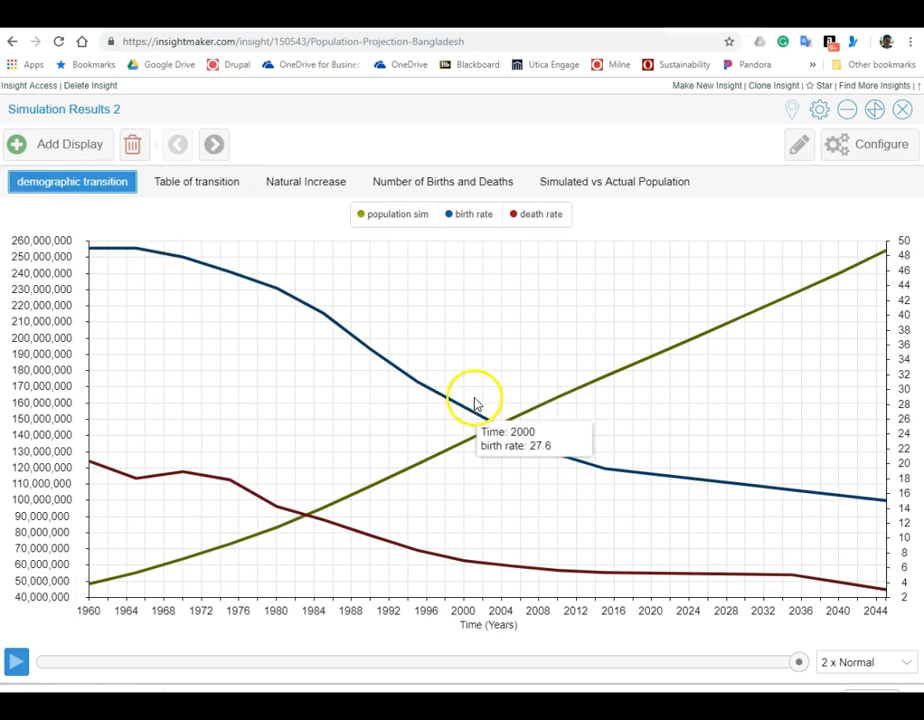 https://insightmaker.com/insight/150543/Population-Projection-Bangladesh
Apps Bookmarks Google Drive Drupal OneDrive for Busines OneDrive Blackboard Utica Engage Milne Sustainability Pandora » Other bookmarks
Insight Access | Delete Insight Make New Insight | Clone Insight | Star | Find More Insights |
Simulation Results 2
Add Display Configure
demographic transition Table of transition Natural Increase Number of Births and Deaths Simulated vs Actual Population
population sim birth rate death rate
260,000,000 50
250,000,000 48
240,000,000 46
230,000,000 44
220,000,000 42
210,000,000 40
200,000,000 38
190,000,000 36
180,000,000 34
170,000,000 32
160,000,000 30
150,000,000 28
140,000,000 26
130,000,000 24
120,000,000 22
110,000,000 20
100,000,000 18
90,000,000 16
80,000,000 14
70,000,000 12
60,000,000 10
50,000,000 8
40,000,000 6
4
2
Time: 2000
birth rate: 27.6
1960 1964 1968 1972 1976 1980 1984 1988 1992 1996 2000 2004 2008 2012 2016 2020 2024 2028 2032 2036 2040 2044
Time (Years)
2 x Normal